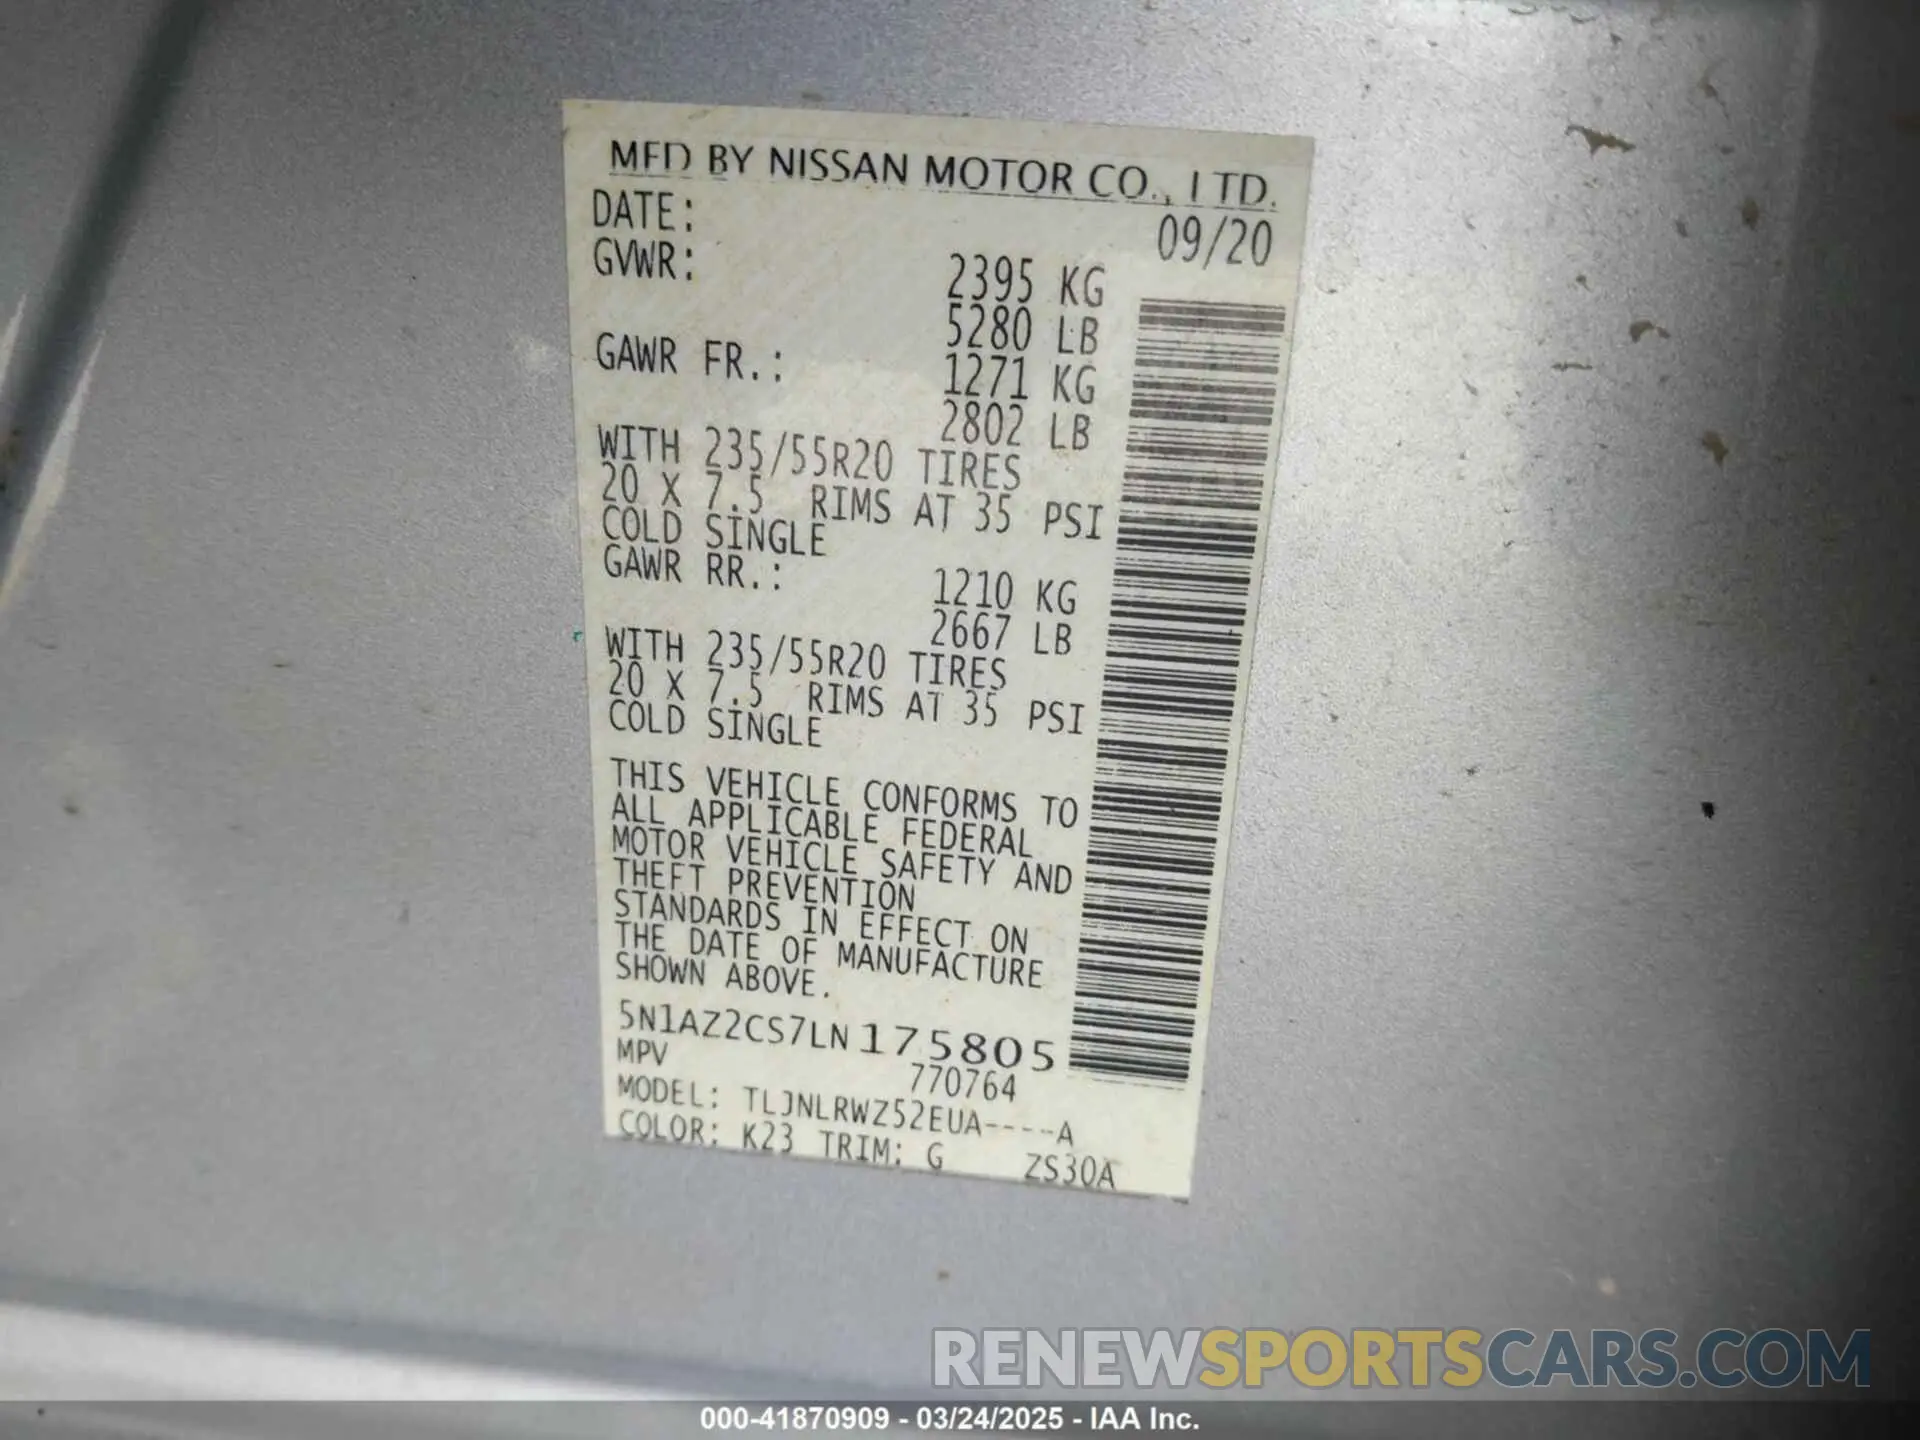 MFD BY NISSAN MOTOR CO., LTD.
DATE: 09/20
GVWR: 2395 KG
5280 LB
GAWR FR.: 1271 KG
2802 LB
WITH 235/55R20 TIRES
20 X 7.5 RIMS AT 35 PSI
COLD SINGLE
GAWR RR.: 1210 KG
2667 LB
WITH 235/55R20 TIRES
20 X 7.5 RIMS AT 35 PSI
COLD SINGLE
THIS VEHICLE CONFORMS TO
ALL APPLICABLE FEDERAL
MOTOR VEHICLE SAFETY AND
THEFT PREVENTION
STANDARDS IN EFFECT ON
THE DATE OF MANUFACTURE
SHOWN ABOVE.
5N1AZ2CS7LN175805
MPV 770764
MODEL: TLJNLRWZ52EUA----A
COLOR: K23 TRIM: G ZS30A
RENEWSPORTSCARS.COM
000-41870909 - 03/24/2025 - IAA Inc.